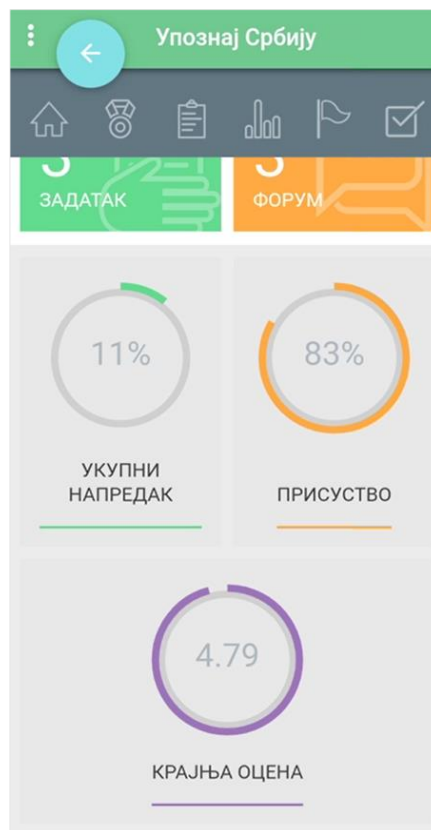 Упознај Србију
ЗАДАТАК
ФОРУМ
11%
83%
УКУПНИ
НАПРЕДАК
ПРИСУСТВО
4.79
КРАЈЊА ОЦЕНА